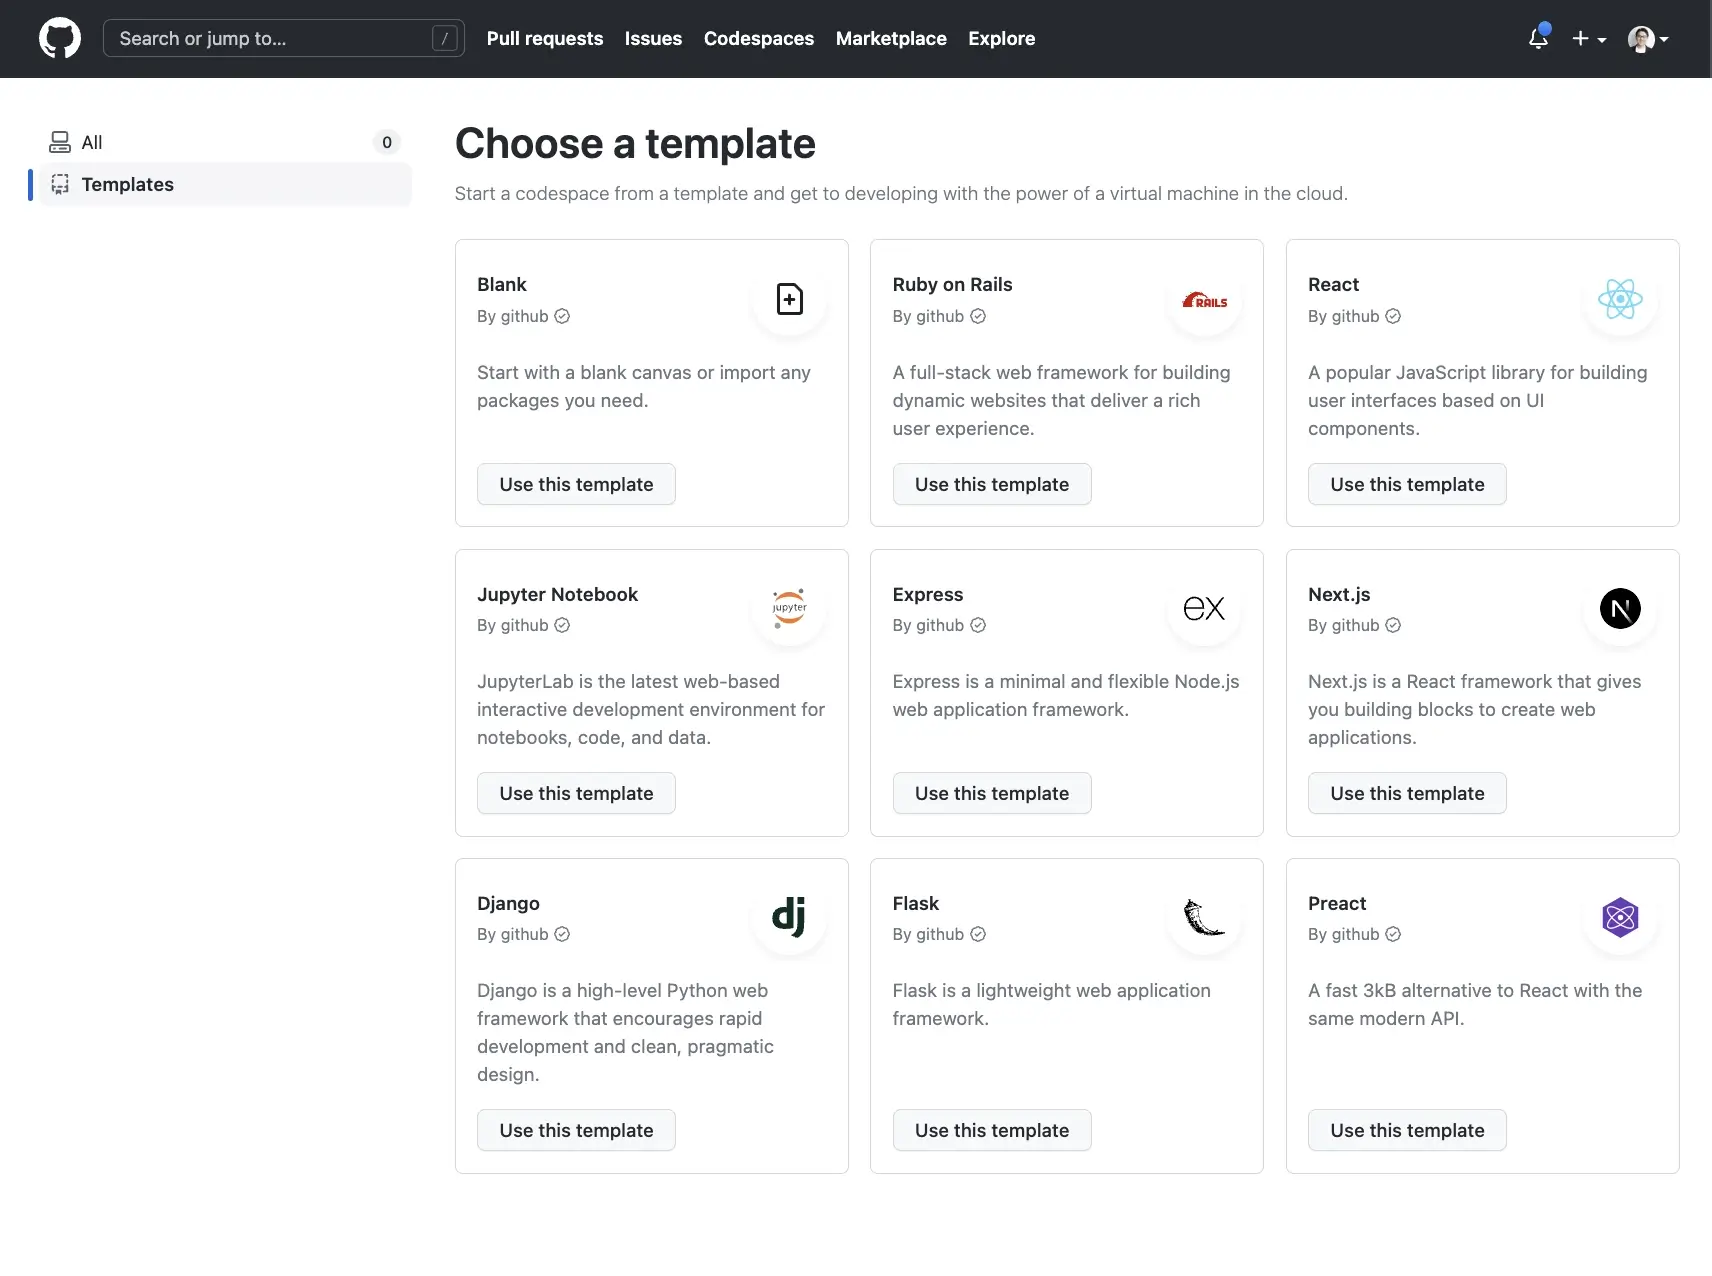 Search or jump to... /
Pull requests
Issues
Codespaces
Marketplace
Explore
All 0
Templates
Choose a template
Start a codespace from a template and get to developing with the power of a virtual machine in the cloud.
Blank
By github
Start with a blank canvas or import any
packages you need.
Use this template
Ruby on Rails
By github
RAILS
A full-stack web framework for building
dynamic websites that deliver a rich
user experience.
Use this template
React
By github
A popular JavaScript library for building
user interfaces based on UI
components.
Use this template
Jupyter Notebook
By github
jupyter
JupyterLab is the latest web-based
interactive development environment for
notebooks, code, and data.
Use this template
Express
By github
ex
Express is a minimal and flexible Node.js
web application framework.
Use this template
Next.js
By github
N
Next.js is a React framework that gives
you building blocks to create web
applications.
Use this template
Django
By github
dj
Django is a high-level Python web
framework that encourages rapid
development and clean, pragmatic
design.
Use this template
Flask
By github
Flask is a lightweight web application
framework.
Use this template
Preact
By github
A fast 3kB alternative to React with the
same modern API.
Use this template